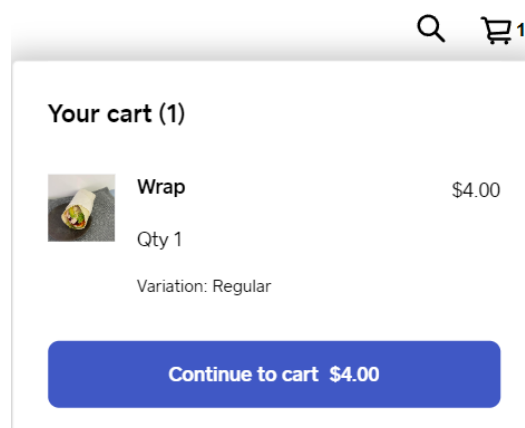 1
Your cart (1)
Wrap
$4.00
Qty 1
Variation: Regular
Continue to cart $4.00